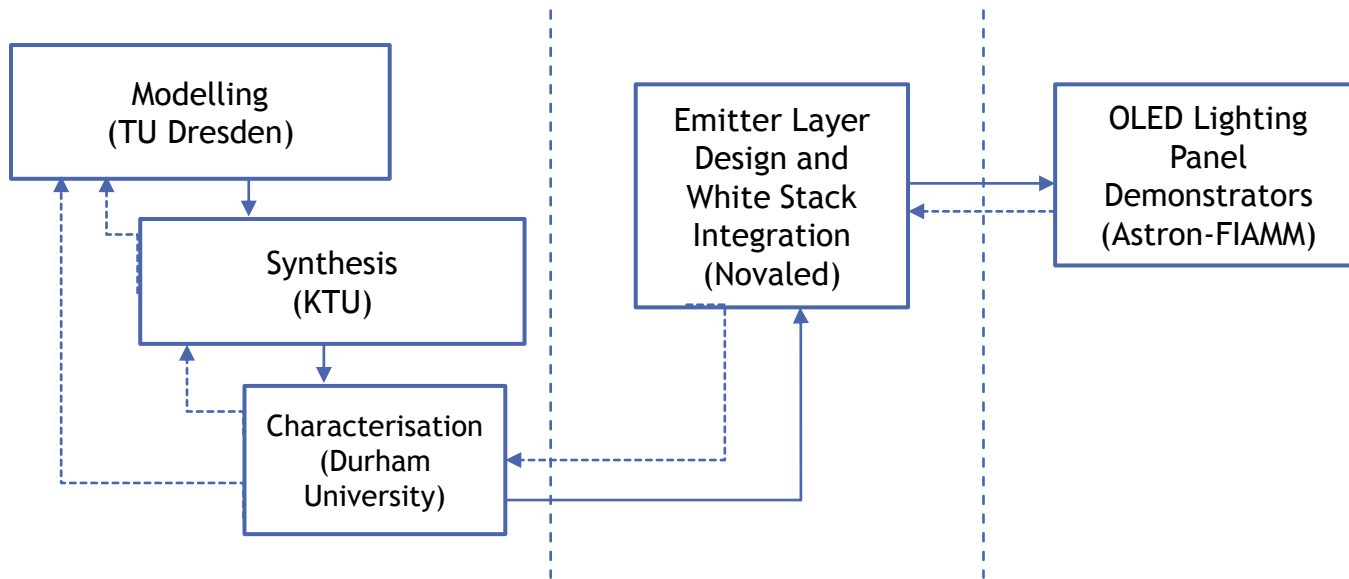 Modelling
(TU Dresden)
Synthesis
(KTU)
Characterisation
(Durham
University)
Emitter Layer
Design and
White Stack
Integration
(Novaled)
OLED Lighting
Panel
Demonstrators
(Astron-FIAMM)